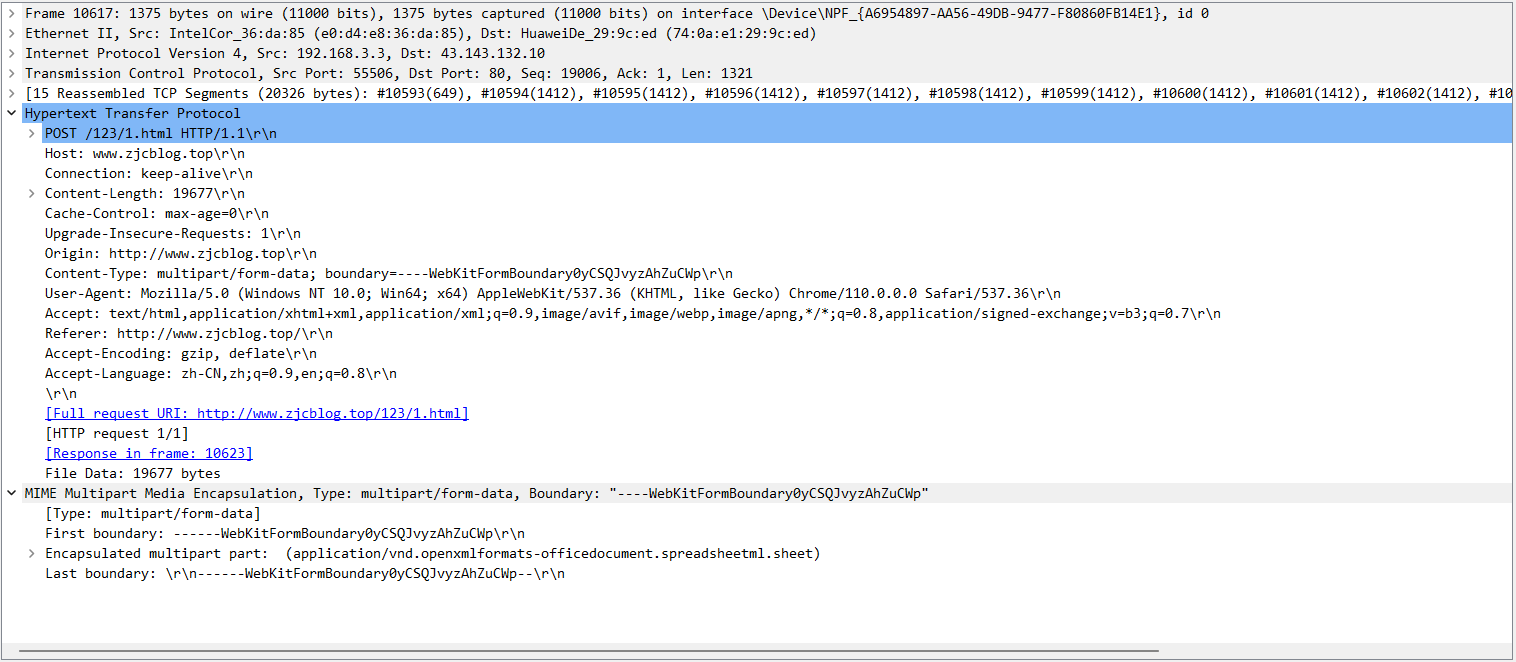 Frame 10617: 1375 bytes on wire (11000 bits), 1375 bytes captured (11000 bits) on interface \Device\NPF_{A6954897-AA56-49DB-9477-F80860FB14E1}, id 0
Ethernet II, Src: IntelCor_36:da:85 (e0:d4:e8:36:da:85), Dst: HuaweiDe_29:9c:ed (74:0a:e1:29:9c:ed)
Internet Protocol Version 4, Src: 192.168.3.3, Dst: 43.143.132.10
Transmission Control Protocol, Src Port: 55506, Dst Port: 80, Seq: 19006, Ack: 1, Len: 1321
[15 Reassembled TCP Segments (20326 bytes): #10593(649), #10594(1412), #10595(1412), #10596(1412), #10597(1412), #10598(1412), #10599(1412), #10600(1412), #10601(1412), #10602(1412), #10
Hypertext Transfer Protocol
POST /123/1.html HTTP/1.1\r\n
Host: www.zjcblog.top\r\n
Connection: keep-alive\r\n
Content-Length: 19677\r\n
Cache-Control: max-age=0\r\n
Upgrade-Insecure-Requests: 1\r\n
Origin: http://www.zjcblog.top\r\n
Content-Type: multipart/form-data; boundary=----WebKitFormBoundary0yCSQJvyzAhZuCWp\r\n
User-Agent: Mozilla/5.0 (Windows NT 10.0; Win64; x64) AppleWebKit/537.36 (KHTML, like Gecko) Chrome/110.0.0.0 Safari/537.36\r\n
Accept: text/html,application/xhtml+xml,application/xml;q=0.9,image/avif,image/webp,image/apng,*/*;q=0.8,application/signed-exchange;v=b3;q=0.7\r\n
Referer: http://www.zjcblog.top/\r\n
Accept-Encoding: gzip, deflate\r\n
Accept-Language: zh-CN,zh;q=0.9,en;q=0.8\r\n
\r\n
[Full request URI: http://www.zjcblog.top/123/1.html]
[HTTP request 1/1]
[Response in frame: 10623]
File Data: 19677 bytes
MIME Multipart Media Encapsulation, Type: multipart/form-data, Boundary: "----WebKitFormBoundary0yCSQJvyzAhZuCWp"
[Type: multipart/form-data]
First boundary: ------WebKitFormBoundary0yCSQJvyzAhZuCWp\r\n
Encapsulated multipart part:  (application/vnd.openxmlformats-officedocument.spreadsheetml.sheet)
Last boundary: \r\n------WebKitFormBoundary0yCSQJvyzAhZuCWp--\r\n